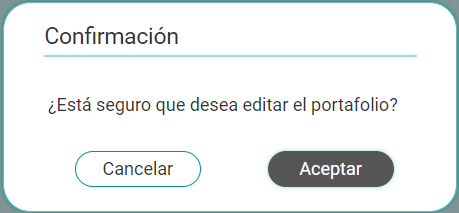 Confirmación
¿Está seguro que desea editar el portafolio?
Cancelar
Aceptar